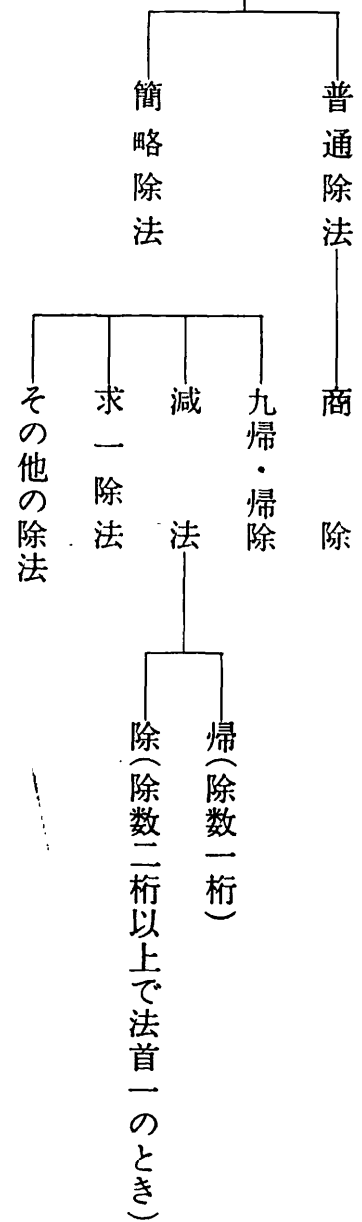 普通除法
商除
簡略除法
九帰・帰除
減法
求一除法
その他の除法
帰(除数一桁)
除(除数二桁以上で法首一のとき)